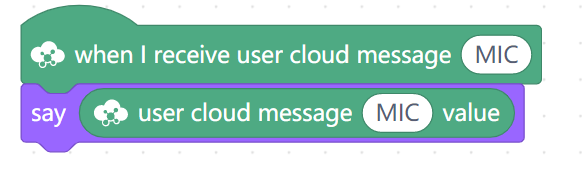 when I receive user cloud message MIC
say user cloud message MIC value